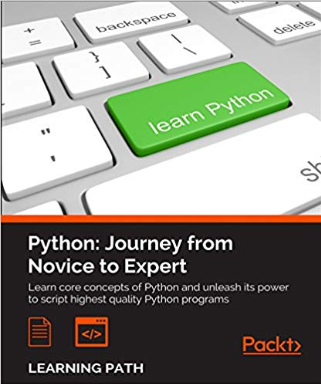 +
=
backspace
delete
}
]
|
\
{
[
learn Python
"
'
Python: Journey from
Novice to Expert
Learn core concepts of Python and unleash its power
to script highest quality Python programs
</>
Packt>
LEARNING PATH